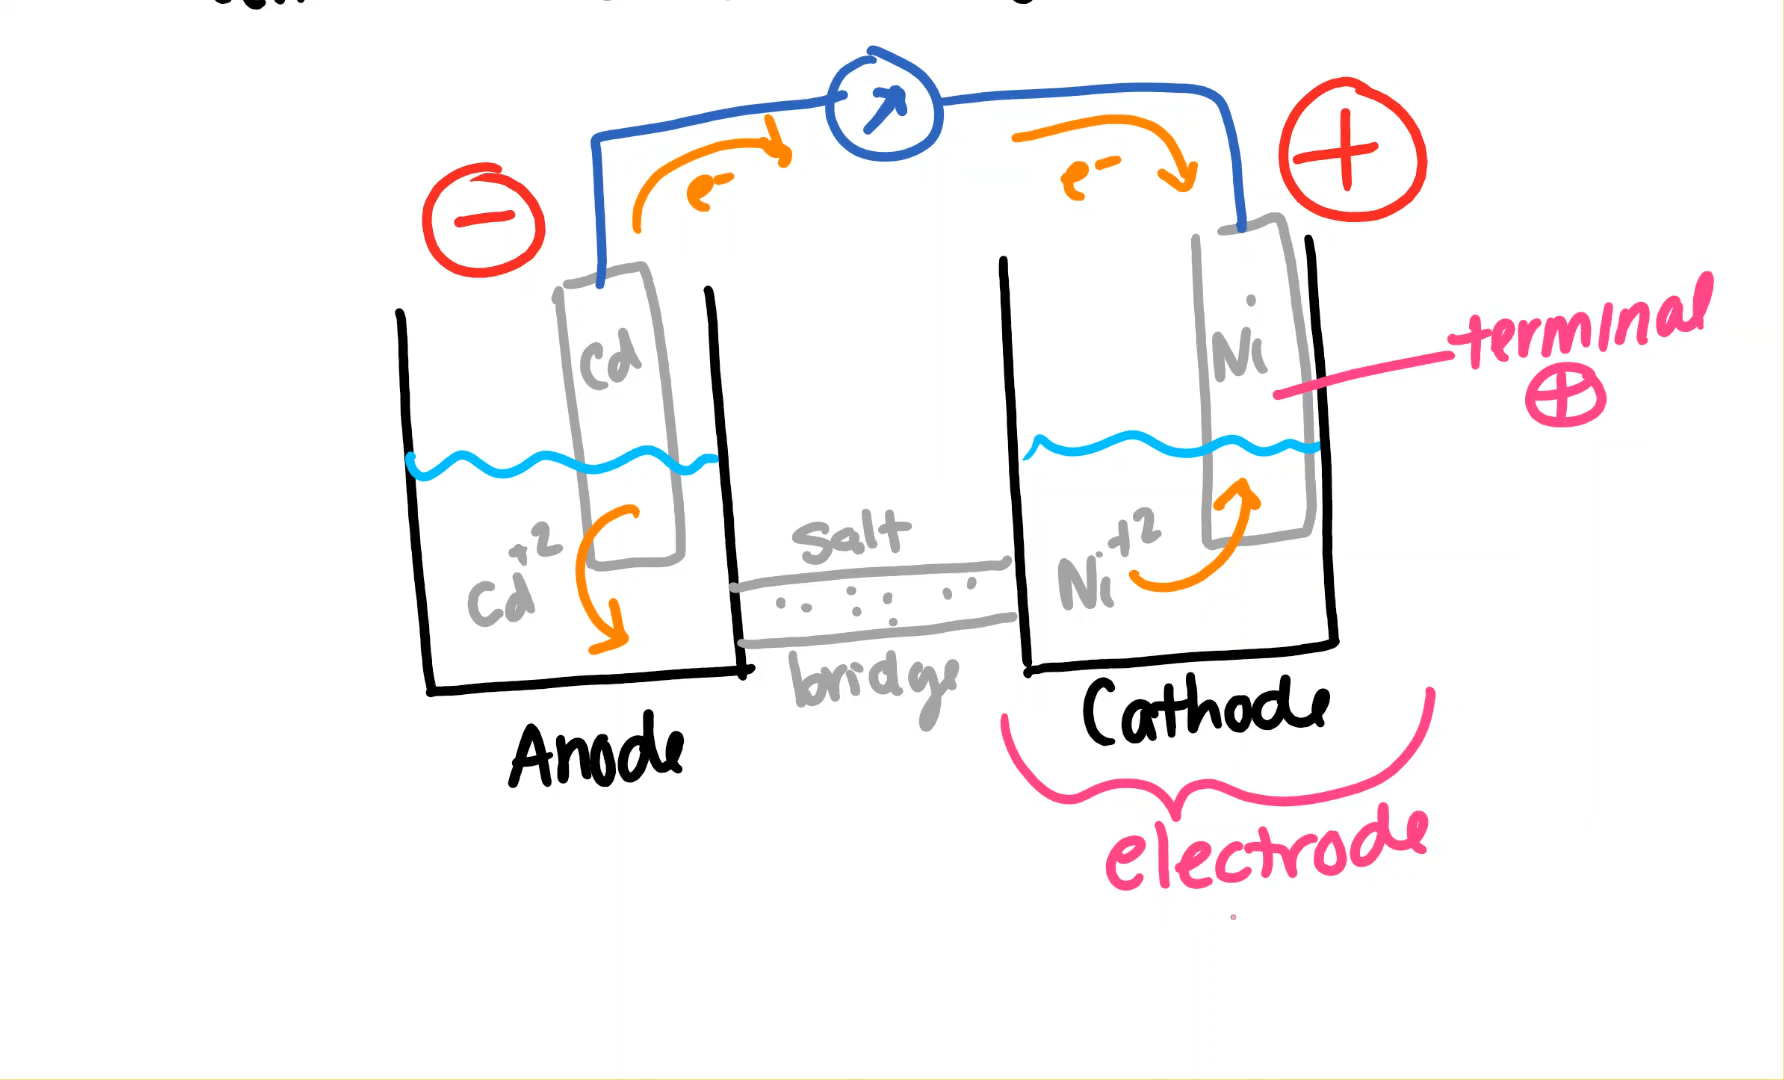 e-
e-
Cd
Ni
terminal
+
Cd+2
salt
Ni+2
bridge
Anode
Cathode
electrode